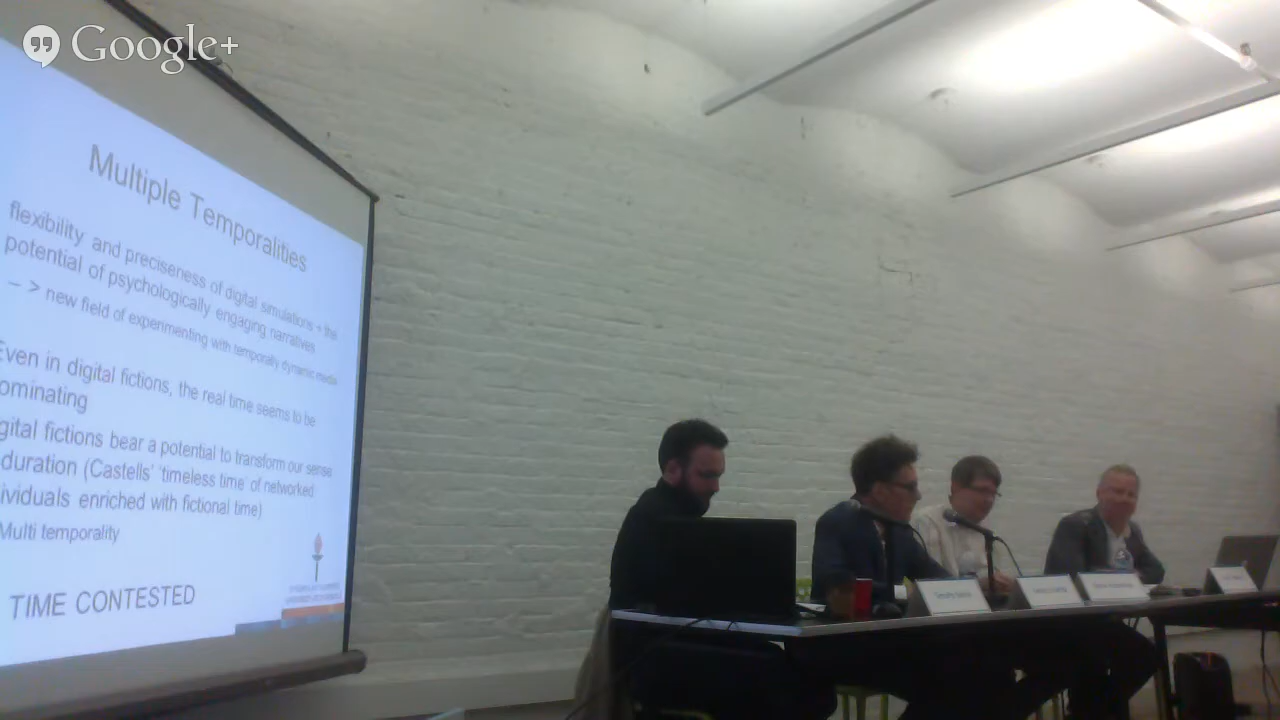 Google+
Multiple Temporalities
flexibility and preciseness of digital simulations + the
potential of psychologically engaging narratives
– > new field of experimenting with temporally dynamic media
Even in digital fictions, the real time seems to be
ominating
gital fictions bear a potential to transform our sense
duration (Castells' 'timeless time' of networked
ividuals enriched with fictional time)
Multi temporality
TIME CONTESTED